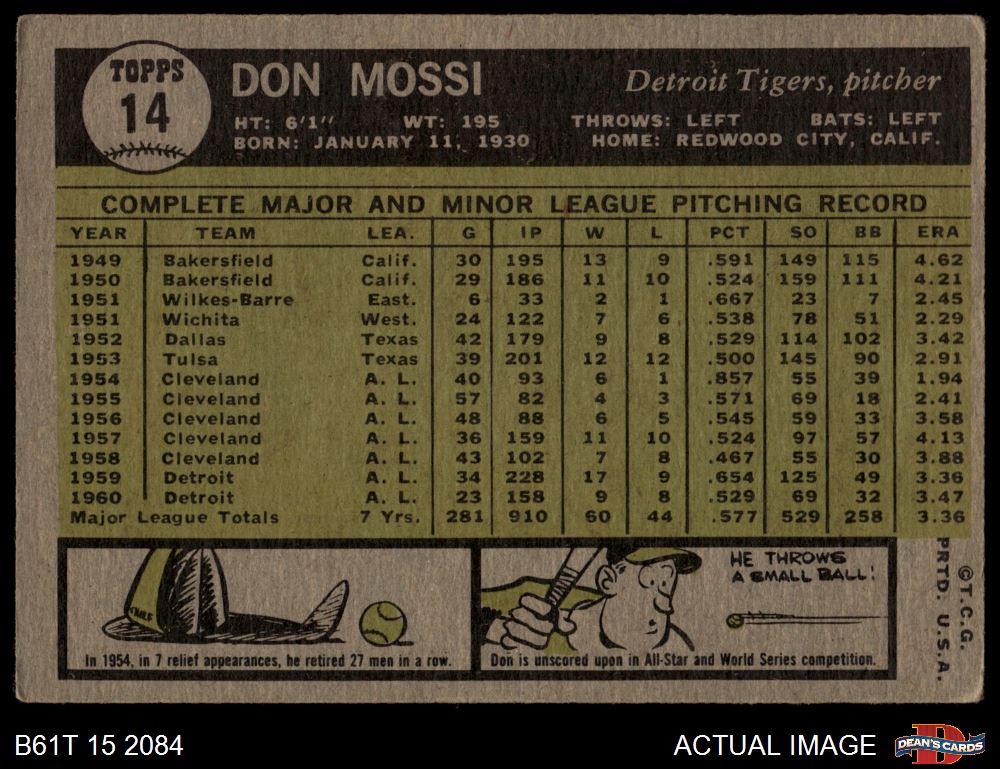 TOPPS
14
DON MOSSI
Detroit Tigers, pitcher
HT: 6'1" WT: 195 THROWS: LEFT BATS: LEFT
BORN: JANUARY 11, 1930 HOME: REDWOOD CITY, CALIF.
COMPLETE MAJOR AND MINOR LEAGUE PITCHING RECORD
YEAR TEAM LEA. G IP W L PCT SO BB ERA
1949 Bakersfield Calif. 30 195 13 9 .591 149 115 4.62
1950 Bakersfield Calif. 29 186 11 10 .524 159 111 4.21
1951 Wilkes-Barre East. 6 33 2 1 .667 23 7 2.45
1951 Wichita West. 24 122 7 6 .538 78 51 2.29
1952 Dallas Texas 42 179 9 8 .529 114 102 3.42
1953 Tulsa Texas 39 201 12 12 .500 145 90 2.91
1954 Cleveland A. L. 40 93 6 1 .857 55 39 1.94
1955 Cleveland A. L. 57 82 4 3 .571 69 18 2.41
1956 Cleveland A. L. 48 88 6 5 .545 59 33 3.58
1957 Cleveland A. L. 36 159 11 10 .524 97 57 4.13
1958 Cleveland A. L. 43 102 7 8 .467 55 30 3.88
1959 Detroit A. L. 34 228 17 9 .654 125 49 3.36
1960 Detroit A. L. 23 158 9 8 .529 69 32 3.47
Major League Totals 7 Yrs. 281 910 60 44 .577 529 258 3.36
In 1954, in 7 relief appearances, he retired 27 men in a row.
HE THROWS
A SMALL BALL!
Don is unscored upon in All-Star and World Series competition.
©T.C.G.
PRTD. U.S.A.
B61T 15 2084
ACTUAL IMAGE
D
DEAN'S CARDS